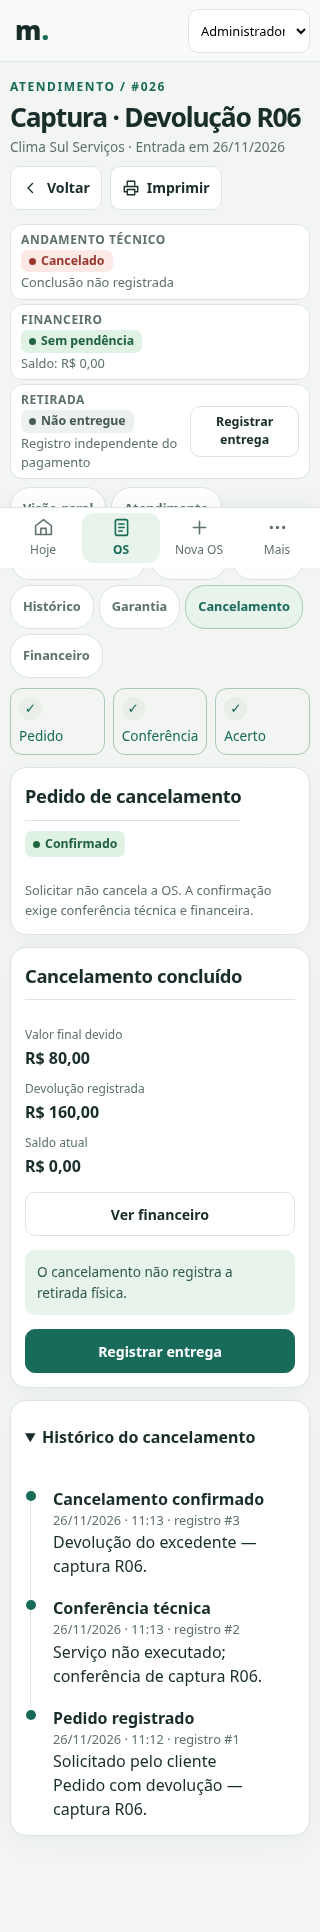 m.
Administrador
ATENDIMENTO / #026
Captura · Devolução R06
Clima Sul Serviços · Entrada em 26/11/2026
Voltar
Imprimir
ANDAMENTO TÉCNICO
Cancelado
Conclusão não registrada
FINANCEIRO
Sem pendência
Saldo: R$ 0,00
RETIRADA
Não entregue
Registro independente do
pagamento
Registrar
entrega
Hoje
OS
Nova OS
Mais
Histórico
Garantia
Cancelamento
Financeiro
✓
Pedido
✓
Conferência
✓
Acerto
Pedido de cancelamento
Confirmado
Solicitar não cancela a OS. A confirmação
exige conferência técnica e financeira.
Cancelamento concluído
Valor final devido
R$ 80,00
Devolução registrada
R$ 160,00
Saldo atual
R$ 0,00
Ver financeiro
O cancelamento não registra a
retirada física.
Registrar entrega
Histórico do cancelamento
Cancelamento confirmado
26/11/2026 · 11:13 · registro #3
Devolução do excedente —
captura R06.
Conferência técnica
26/11/2026 · 11:13 · registro #2
Serviço não executado;
conferência de captura R06.
Pedido registrado
26/11/2026 · 11:12 · registro #1
Solicitado pelo cliente
Pedido com devolução —
captura R06.